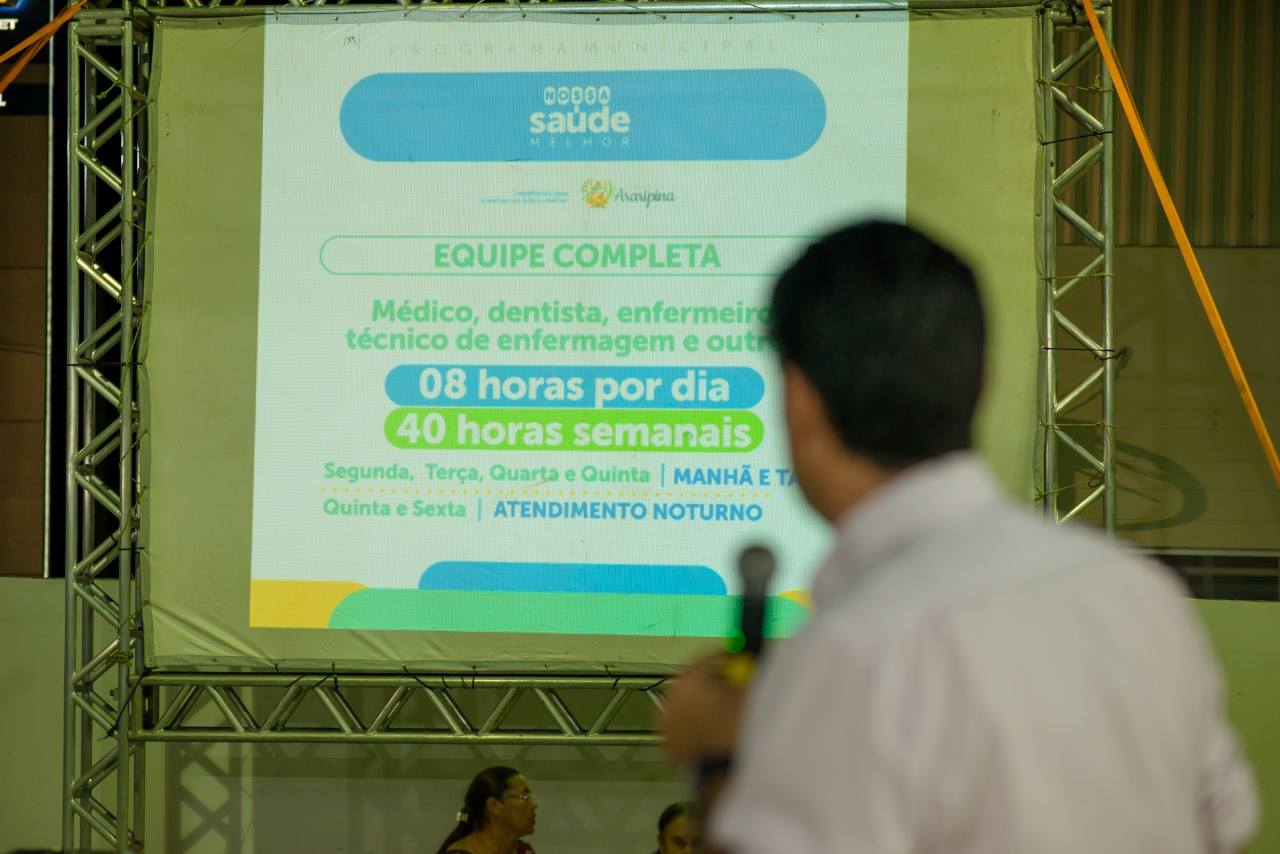 PROGRAMA MUNICIPAL
NOSSA
saúde
MELHOR
Araripina
EQUIPE COMPLETA
Médico, dentista, enfermeiro
técnico de enfermagem e outr
08 horas por dia
40 horas semanais
Segunda, Terça, Quarta e Quinta | MANHÃ E TA
Quinta e Sexta | ATENDIMENTO NOTURNO